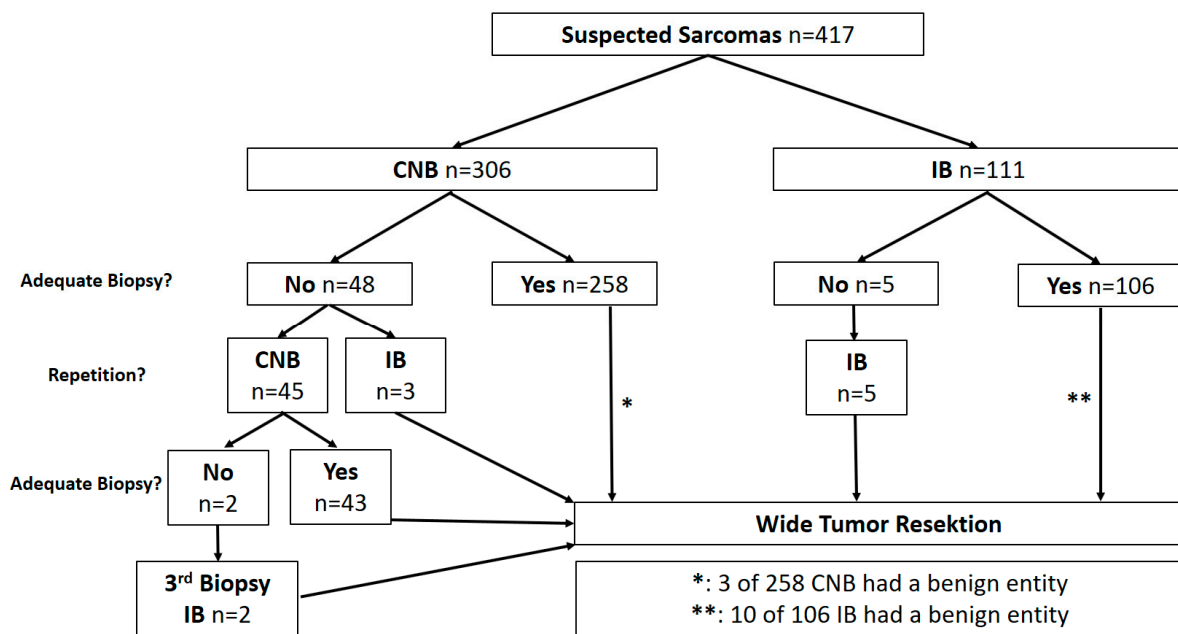 Suspected Sarcomas n=417
CNB n=306
IB n=111
Adequate Biopsy?
No n=48
Yes n=258
No n=5
Yes n=106
Repetition?
CNB
n=45
IB
n=3
IB
n=5
*
**
Adequate Biopsy?
No
n=2
Yes
n=43
Wide Tumor Resektion
3rd Biopsy
IB n=2
*: 3 of 258 CNB had a benign entity
**: 10 of 106 IB had a benign entity